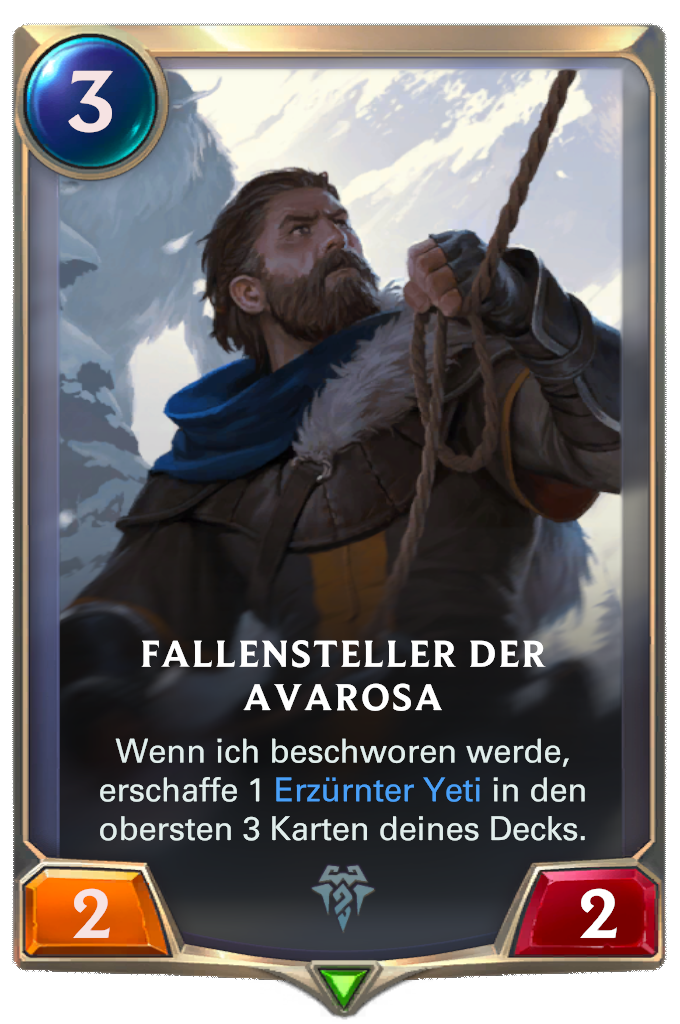 3
FALLENSTELLER DER
AVAROSA
Wenn ich beschworen werde,
erschaffe 1 Erzürnter Yeti in den
obersten 3 Karten deines Decks.
2
2